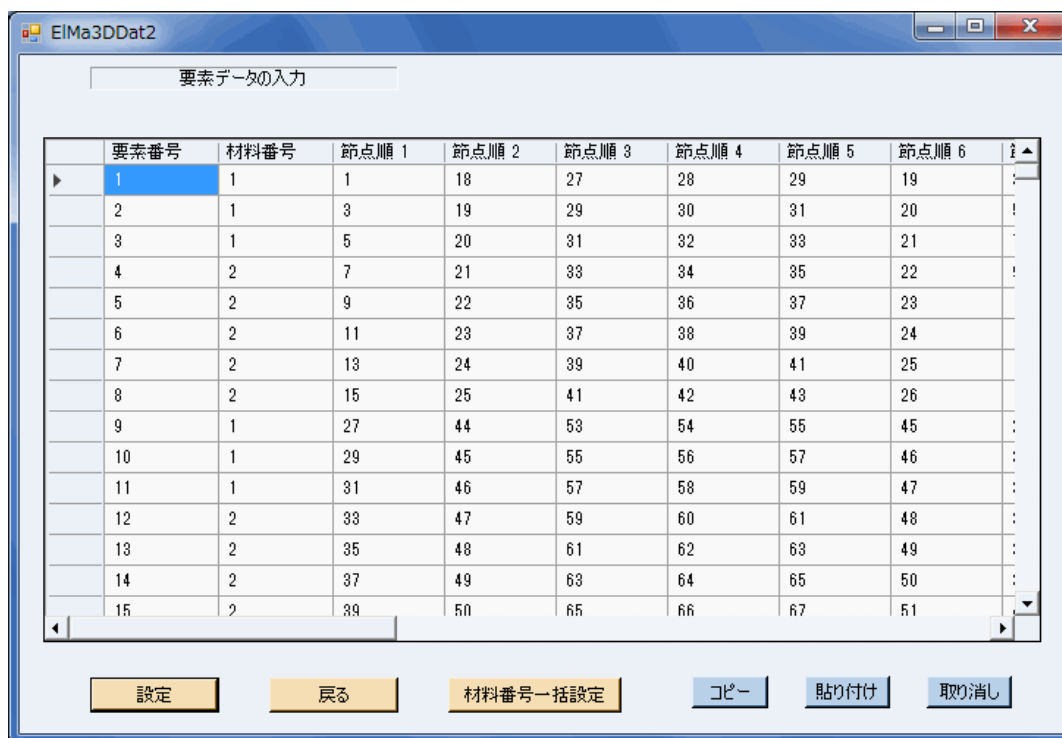 ElMa3DDat2
要素データの入力
要素番号 材料番号 節点順 1 節点順 2 節点順 3 節点順 4 節点順 5 節点順 6
1 1 1 18 27 28 29 19
2 1 3 19 29 30 31 20
3 1 5 20 31 32 33 21
4 2 7 21 33 34 35 22
5 2 9 22 35 36 37 23
6 2 11 23 37 38 39 24
7 2 13 24 39 40 41 25
8 2 15 25 41 42 43 26
9 1 27 44 53 54 55 45
10 1 29 45 55 56 57 46
11 1 31 46 57 58 59 47
12 2 33 47 59 60 61 48
13 2 35 48 61 62 63 49
14 2 37 49 63 64 65 50
15 2 39 50 65 66 67 51
設定 戻る 材料番号一括設定 コピー 貼り付け 取り消し